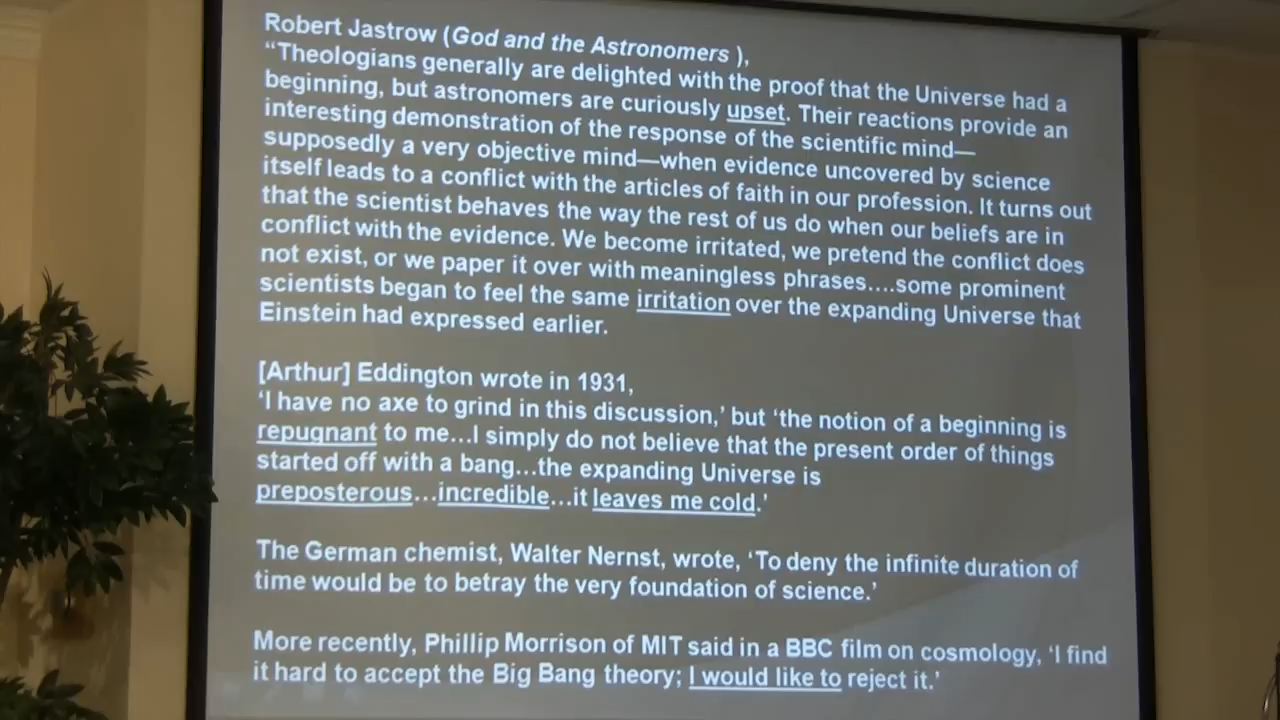 Robert Jastrow (God and the Astronomers ),
“Theologians generally are delighted with the proof that the Universe had a
beginning, but astronomers are curiously upset. Their reactions provide an
interesting demonstration of the response of the scientific mind—
supposedly a very objective mind—when evidence uncovered by science
itself leads to a conflict with the articles of faith in our profession. It turns out
that the scientist behaves the way the rest of us do when our beliefs are in
conflict with the evidence. We become irritated, we pretend the conflict does
not exist, or we paper it over with meaningless phrases….some prominent
scientists began to feel the same irritation over the expanding Universe that
Einstein had expressed earlier.
[Arthur] Eddington wrote in 1931,
‘I have no axe to grind in this discussion,’ but ‘the notion of a beginning is
repugnant to me…I simply do not believe that the present order of things
started off with a bang…the expanding Universe is
preposterous…incredible…it leaves me cold.’
The German chemist, Walter Nernst, wrote, ‘To deny the infinite duration of
time would be to betray the very foundation of science.’
More recently, Phillip Morrison of MIT said in a BBC film on cosmology, ‘I find
it hard to accept the Big Bang theory; I would like to reject it.’